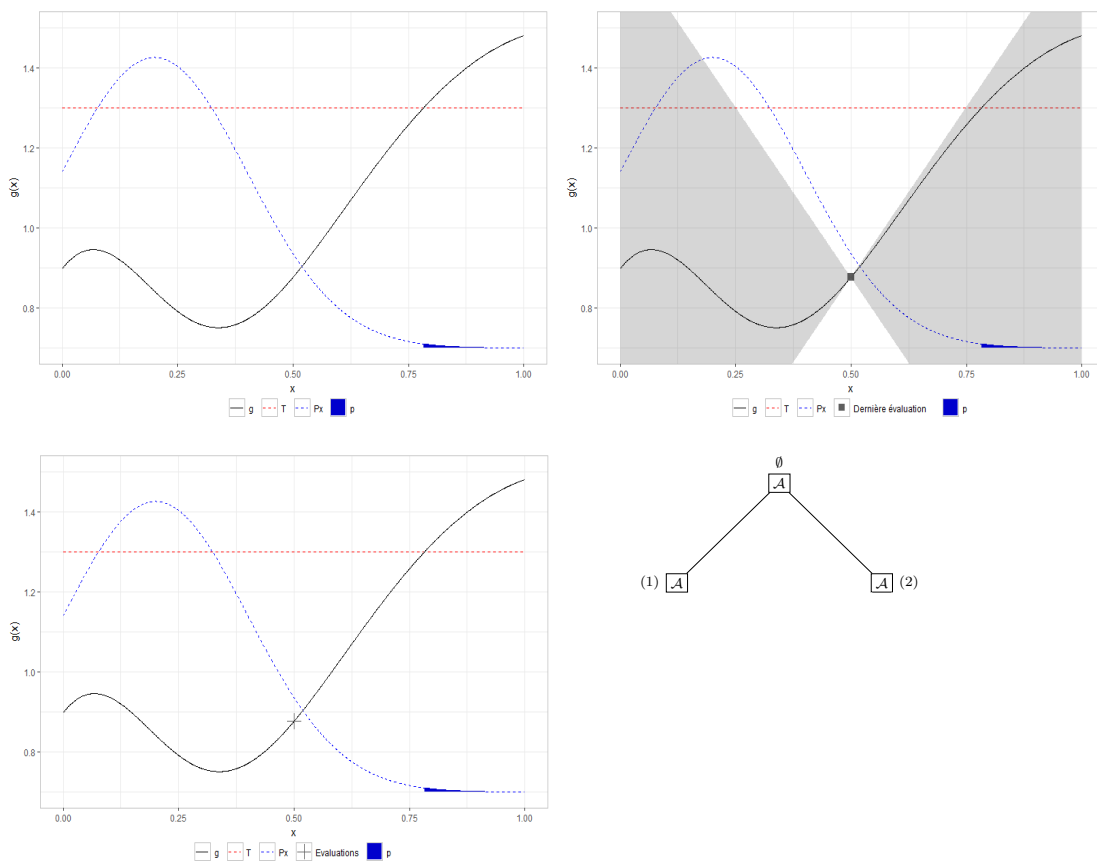 g(x)
1.4
1.2
1.0
0.8
0.00 0.25 0.50 0.75 1.00
x
g T Px p
g(x)
1.4
1.2
1.0
0.8
0.00 0.25 0.50 0.75 1.00
x
g T Px Dernière évaluation p
g(x)
1.4
1.2
1.0
0.8
0.00 0.25 0.50 0.75 1.00
x
g T Px Evaluations p
∅
𝒜
(1) 𝒜 𝒜 (2)